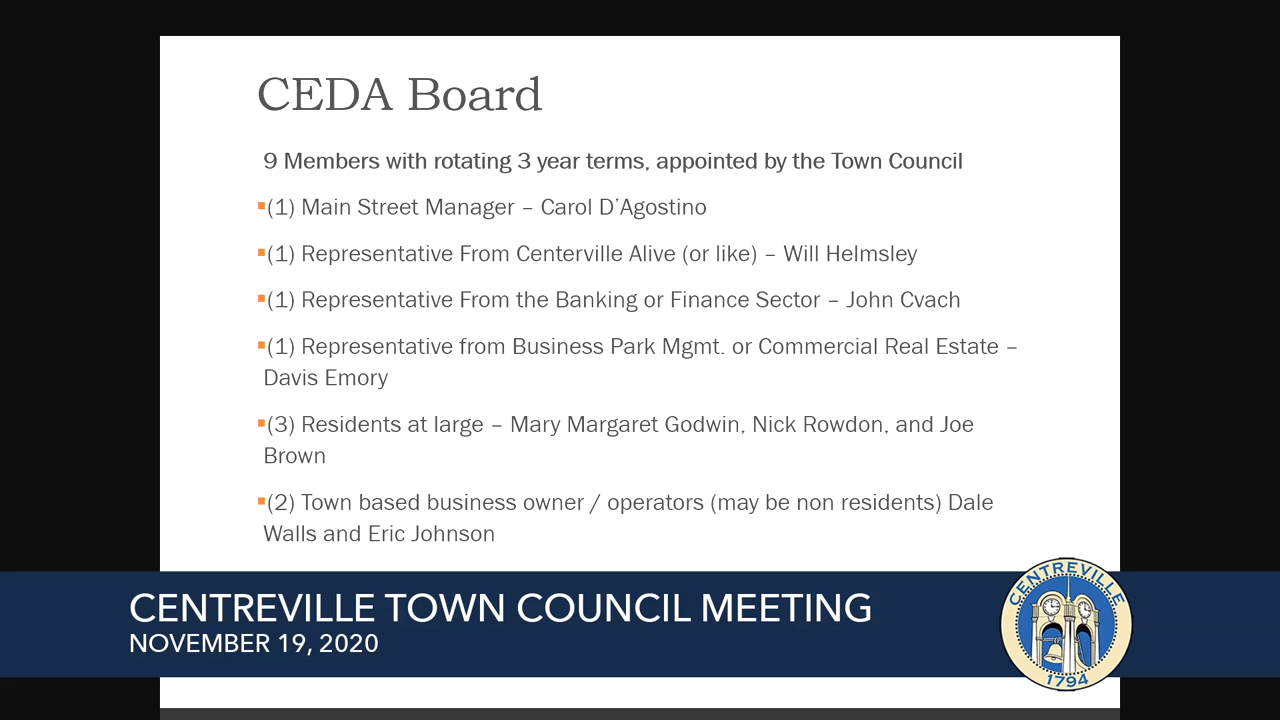 CEDA Board
9 Members with rotating 3 year terms, appointed by the Town Council
▪(1) Main Street Manager – Carol D’Agostino
▪(1) Representative From Centerville Alive (or like) – Will Helmsley
▪(1) Representative From the Banking or Finance Sector – John Cvach
▪(1) Representative from Business Park Mgmt. or Commercial Real Estate –
Davis Emory
▪(3) Residents at large – Mary Margaret Godwin, Nick Rowdon, and Joe
Brown
▪(2) Town based business owner / operators (may be non residents) Dale
Walls and Eric Johnson
CENTREVILLE TOWN COUNCIL MEETING
NOVEMBER 19, 2020
CENTREVILLE
1794